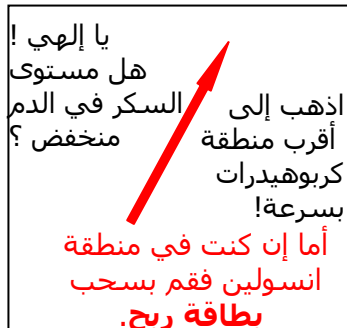 يا إلهي !
هل مستوى
السكر في الدم
منخفض ؟
اذهب إلى
أقرب منطقة
كربوهيدرات
بسرعة!
أما إن كنت في منطقة
انسولين فقم بسحب
بطاقة ربح.